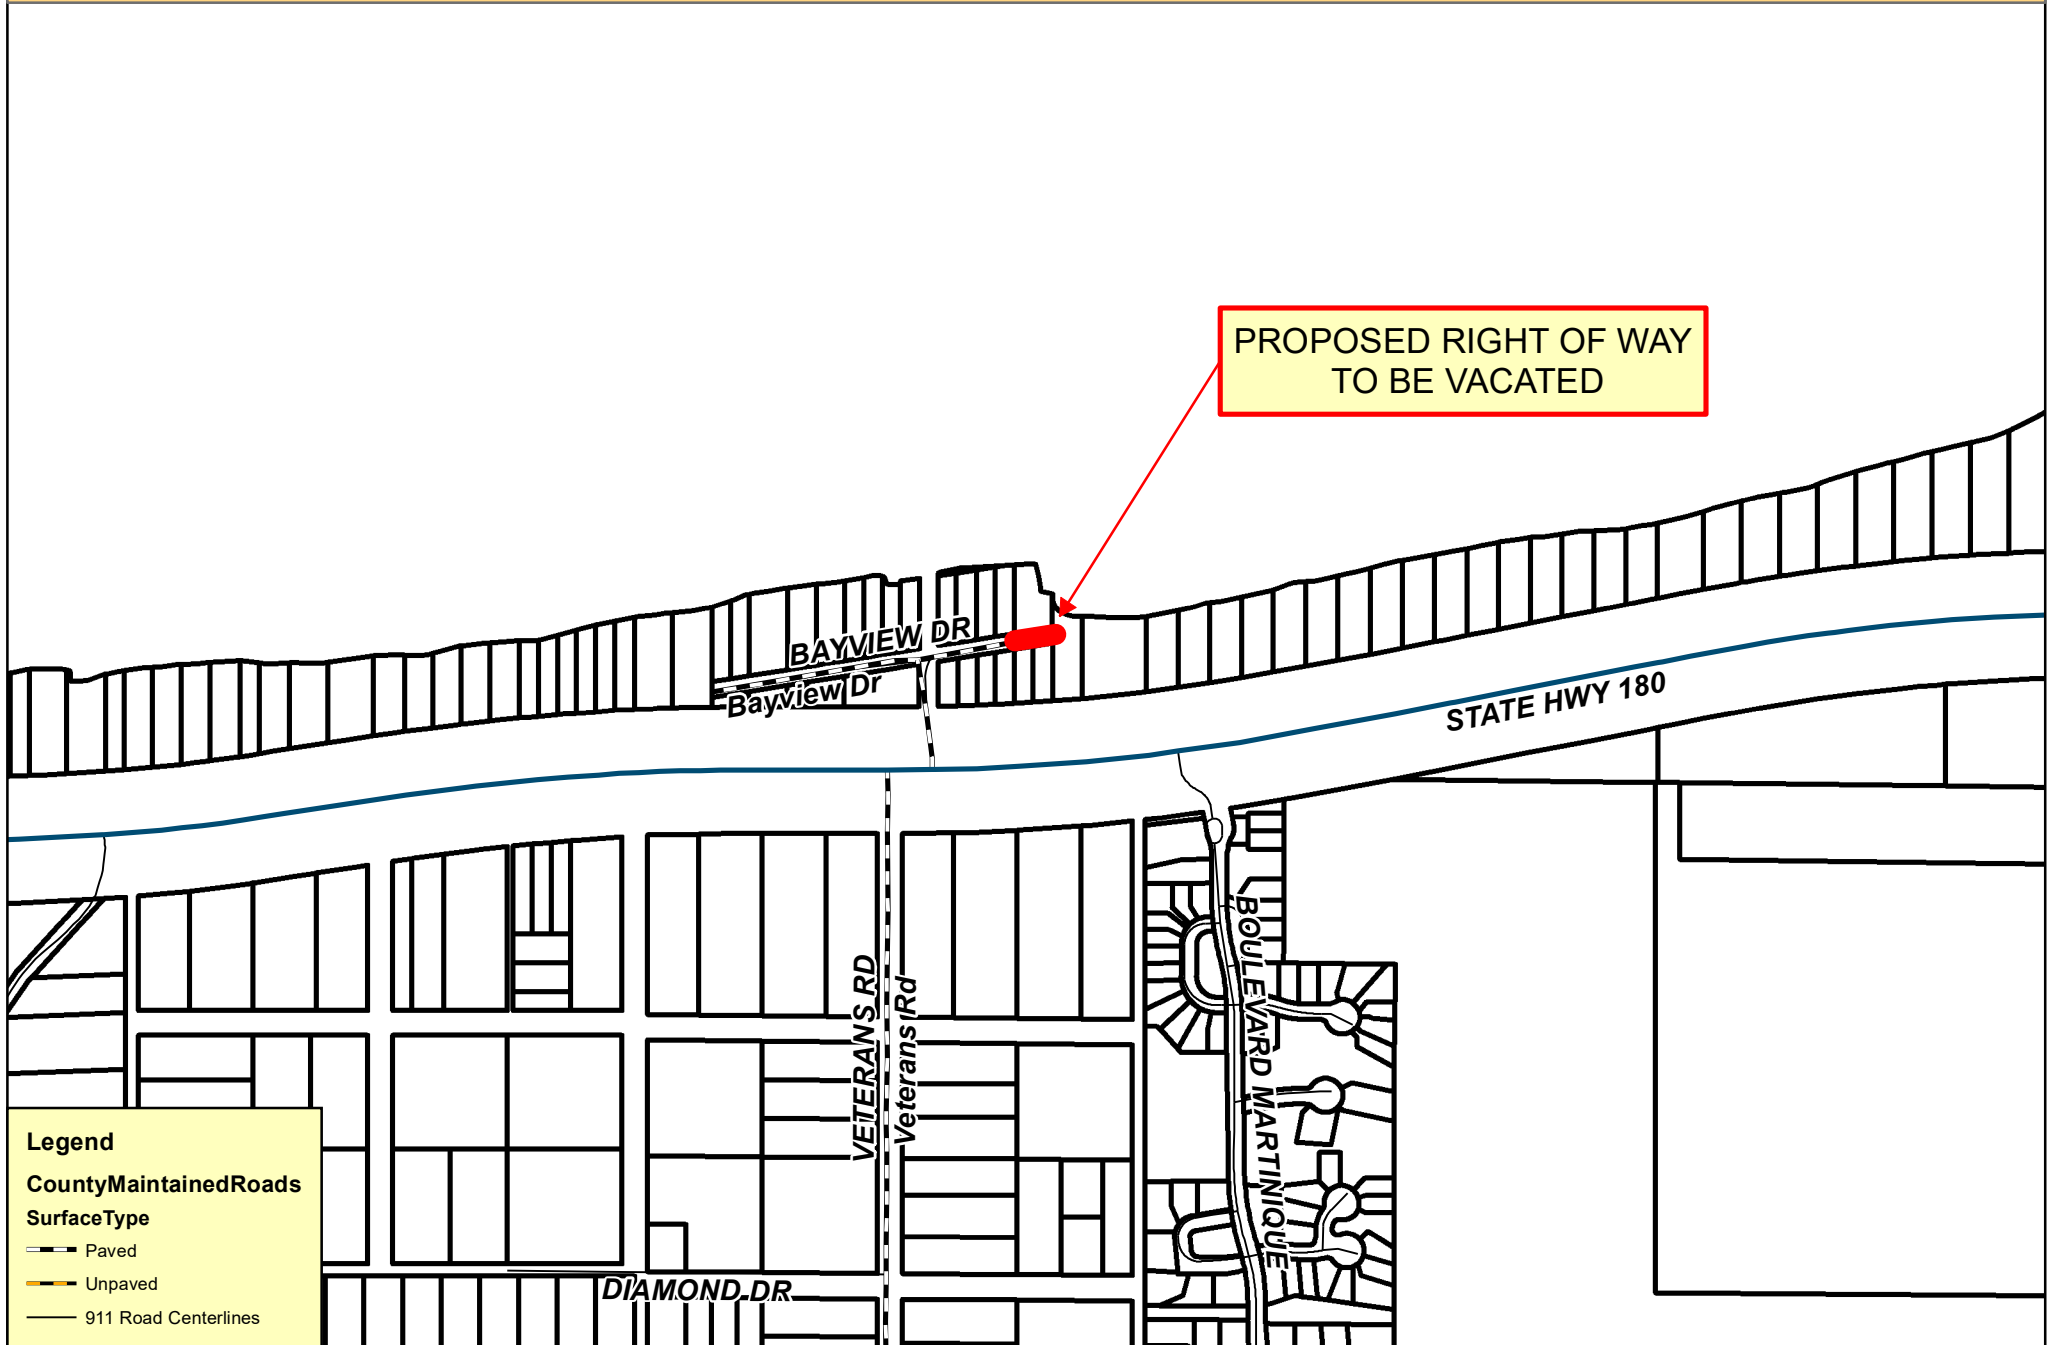 PROPOSED RIGHT OF WAY
TO BE VACATED
BAYVIEW DR
Bayview Dr
STATE HWY 180
VETERANS RD
Veterans Rd
BOULEVARD MARTINIQUE
DIAMOND DR
Legend
CountyMaintainedRoads
SurfaceType
Paved
Unpaved
911 Road Centerlines